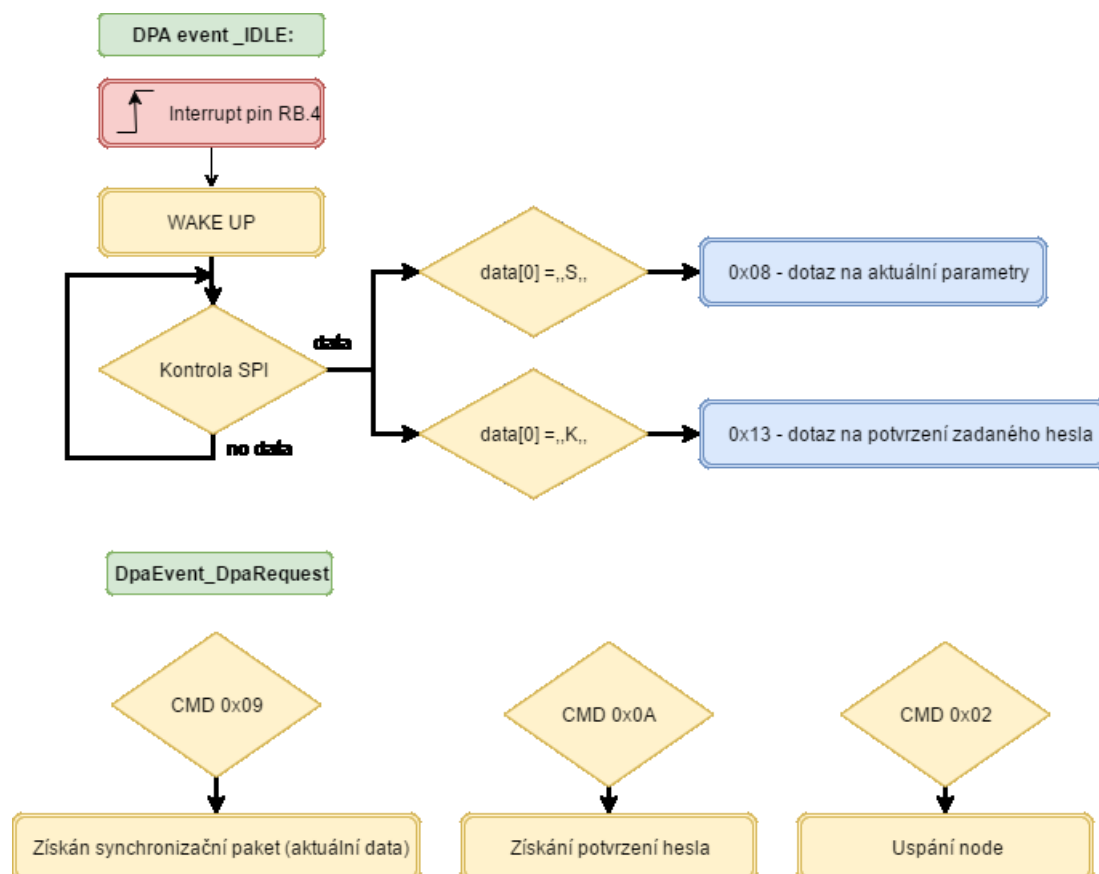 DPA event _IDLE:
Interrupt pin RB.4
WAKE UP
data[0] =,,S,,
0x08 - dotaz na aktuální parametry
data
Kontrola SPI
no data
data[0] =,,K,,
0x13 - dotaz na potvrzení zadaného hesla
DpaEvent_DpaRequest
CMD 0x09
CMD 0x0A
CMD 0x02
Získán synchronizační paket (aktuální data)
Získání potvrzení hesla
Uspání node